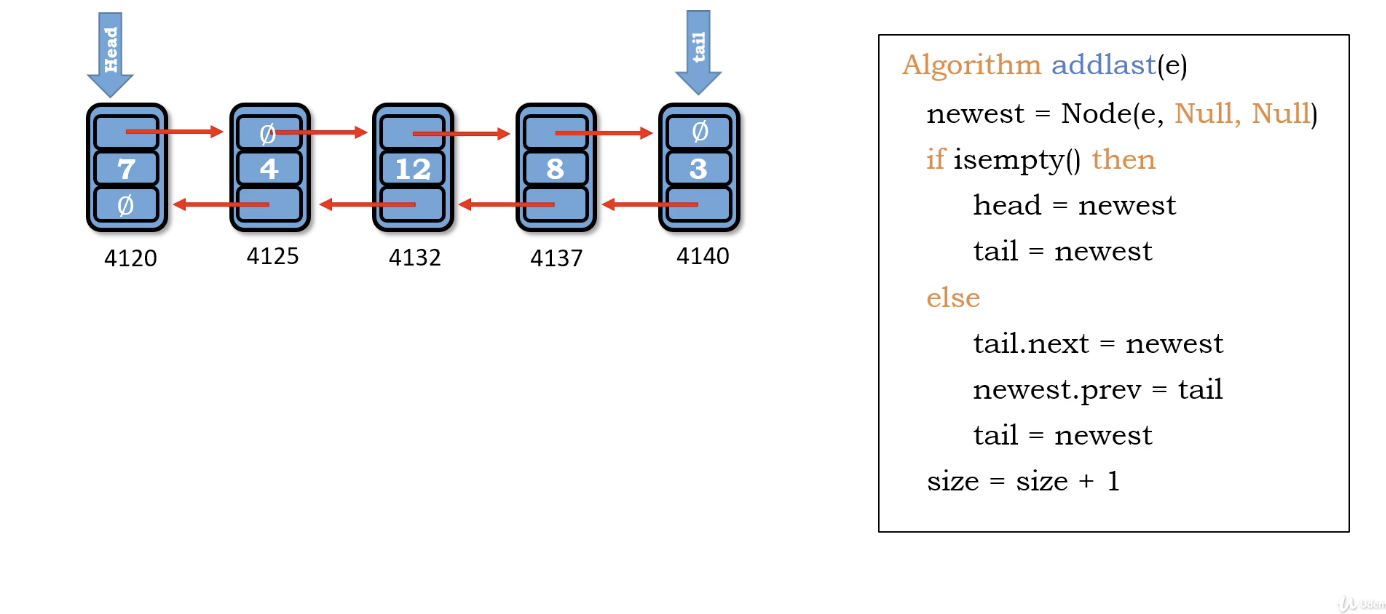 Head
tail
Ø Ø
7 4 12 8 3
Ø
4120 4125 4132 4137 4140
Algorithm addlast(e)
newest = Node(e, Null, Null)
if isempty() then
head = newest
tail = newest
else
tail.next = newest
newest.prev = tail
tail = newest
size = size + 1